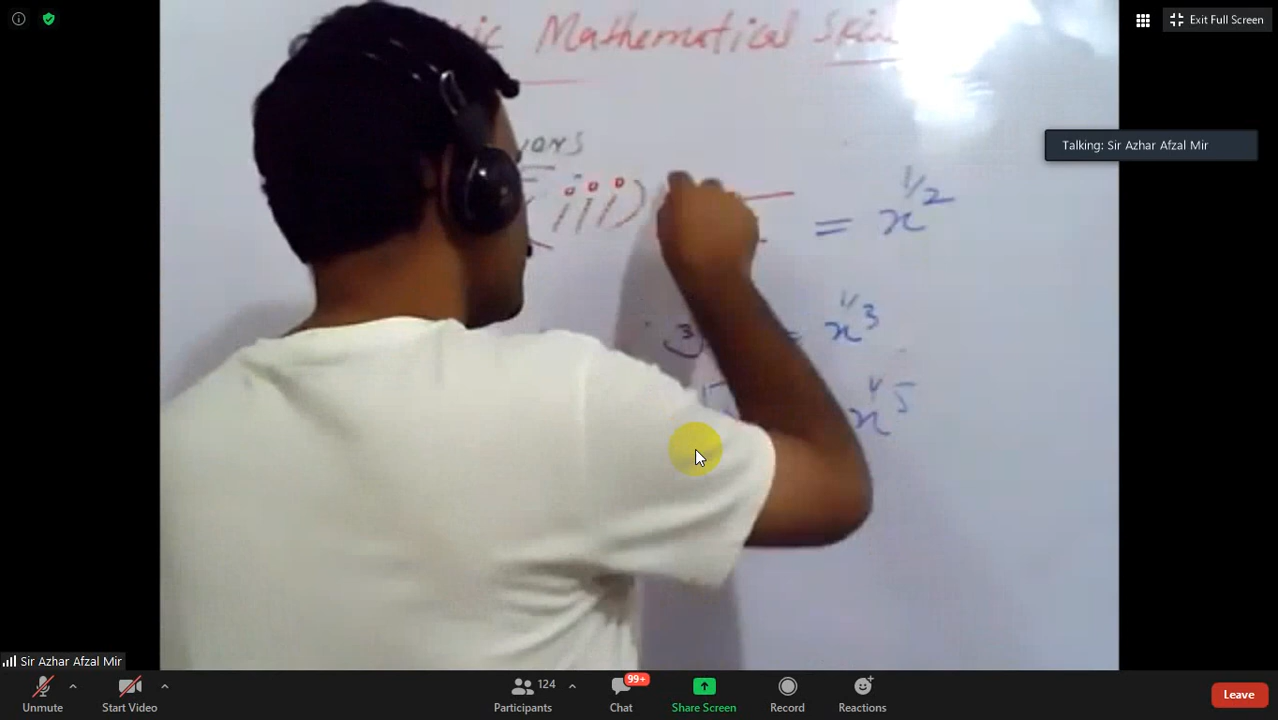 Exit Full Screen
Mathematical
Talking: Sir Azhar Afzal Mir
iii) = x^1/2
3 = x^1/3
x^1/5
Sir Azhar Afzal Mir
Unmute
Start Video
124
Participants
99+
Chat
Share Screen
Record
Reactions
Leave